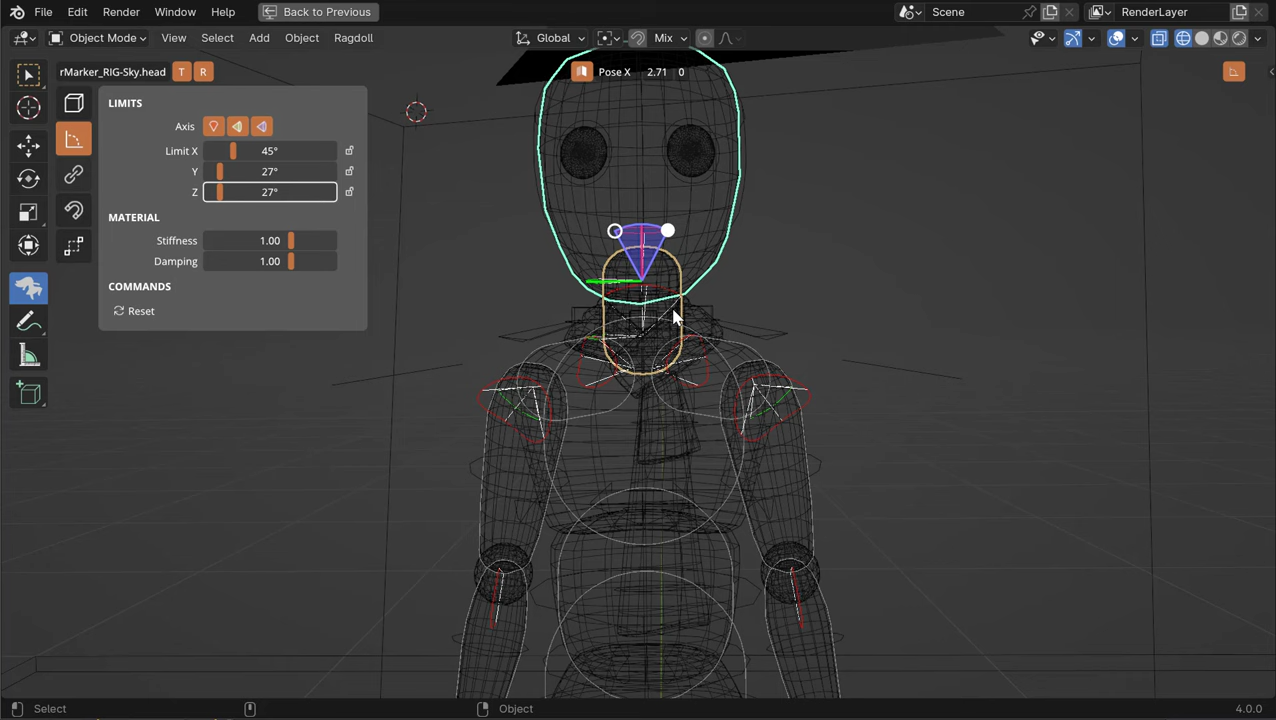 File Edit Render Window Help Back to Previous Scene RenderLayer
Object Mode View Select Add Object Ragdoll Global Mix
rMarker_RIG-Sky.head T R Pose X 2.71 0
LIMITS
Axis
Limit X 45°
Y 27°
Z 27°
MATERIAL
Stiffness 1.00
Damping 1.00
COMMANDS
Reset
Select Object 4.0.0